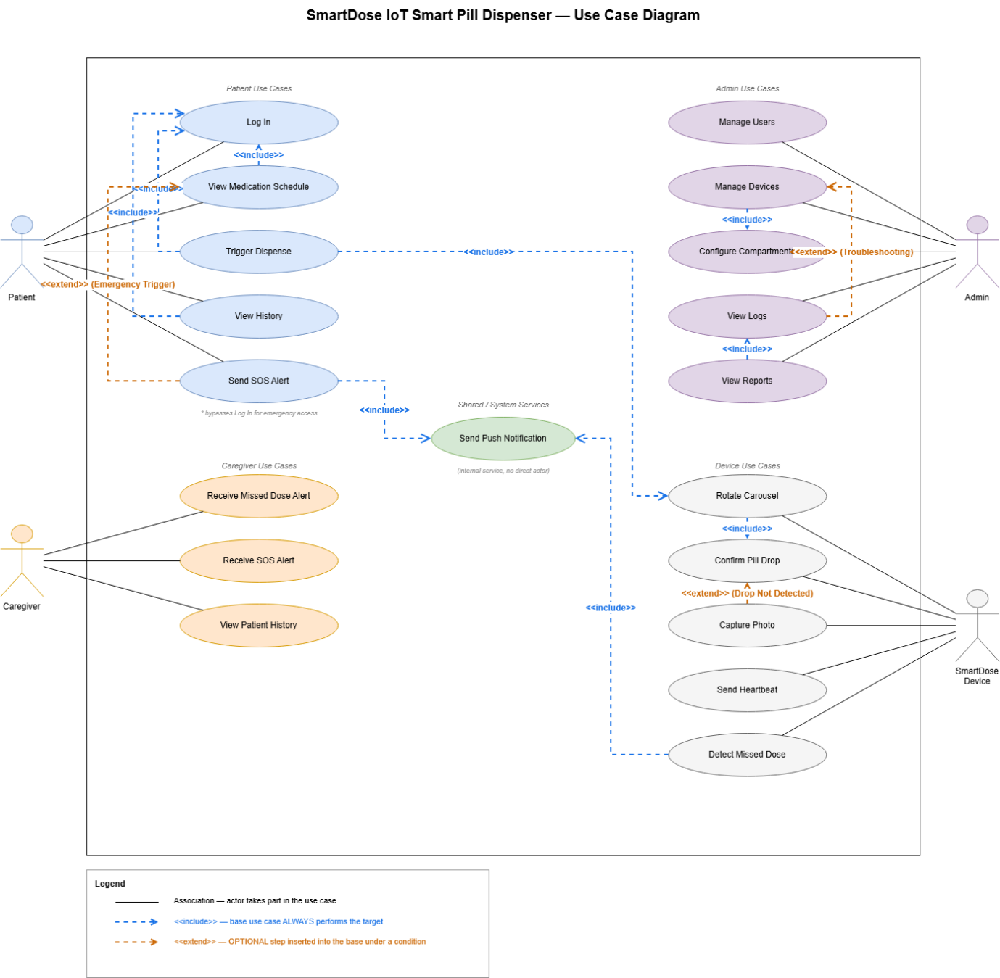 SmartDose IoT Smart Pill Dispenser — Use Case Diagram
Patient Use Cases
Admin Use Cases
Log In
Manage Users
<<include>>
View Medication Schedule
<<include>>
Manage Devices
<<include>>
<<include>>
Trigger Dispense
<<include>>
Configure Compartments
<<extend>> (Troubleshooting)
<<extend>> (Emergency Trigger)
Patient
Admin
View History
View Logs
<<include>>
Send SOS Alert
View Reports
* bypasses Log In for emergency access
<<include>>
Shared / System Services
Send Push Notification
(internal service, no direct actor)
Caregiver Use Cases
Device Use Cases
Receive Missed Dose Alert
Rotate Carousel
<<include>>
Receive SOS Alert
Confirm Pill Drop
<<extend>> (Drop Not Detected)
Caregiver
<<include>>
View Patient History
Capture Photo
SmartDose
Device
Send Heartbeat
Detect Missed Dose
Legend
Association — actor takes part in the use case
<<include>> — base use case ALWAYS performs the target
<<extend>> — OPTIONAL step inserted into the base under a condition